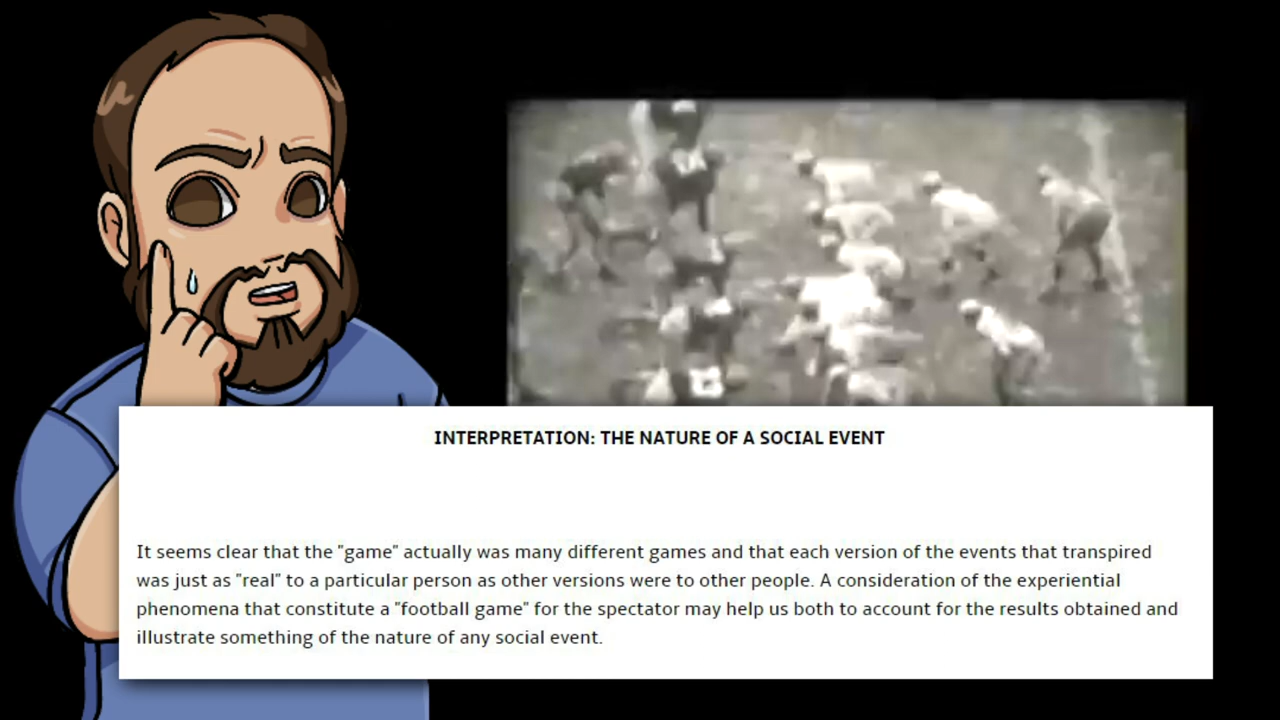 INTERPRETATION: THE NATURE OF A SOCIAL EVENT
It seems clear that the "game" actually was many different games and that each version of the events that transpired
was just as "real" to a particular person as other versions were to other people. A consideration of the experiential
phenomena that constitute a "football game" for the spectator may help us both to account for the results obtained and
illustrate something of the nature of any social event.